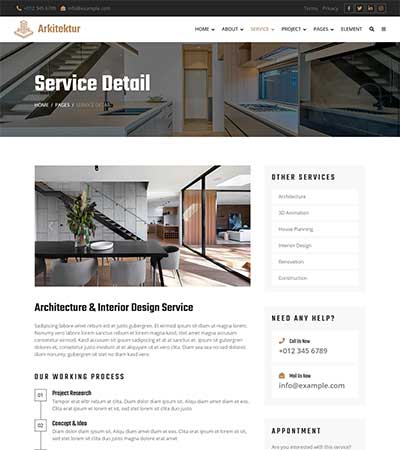 +012 345 6789 info@example.com Terms / Privacy /
Arkitektur HOME ABOUT SERVICE PROJECT PAGES ELEMENT
Service Detail
HOME / PAGES / SERVICE DETAIL
Architecture & Interior Design Service
Sadipscing labore amet rebum est et justo gubergren. Et eirmod ipsum sit diam ut magna lorem.
Nonumy vero labore lorem sanctus rebum et lorem magna kasd, stet amet magna accusam
consetetur eirmod. Kasd accusam sit ipsum sadipscing et at at sanctus et. Ipsum sit gubergren
dolores et, consetetur justo invidunt at et aliquyam ut et vero clita. Diam sea sea no sed dolores
diam nonumy, gubergren sit stet no diam kasd vero.
OUR WORKING PROCESS
01 Project Research
Tempor erat nibh rebum at clita. Diam dolor diam ipsum sit. Aliqu diam amet diam et eos.
Clita erat ipsum et lorem et sit, sed stet lorem sit clita duo justo
02 Concept & Idea
Diam dolor diam ipsum sit. Aliqu diam amet diam et eos. Clita erat ipsum et lorem et sit,
sed stet lorem sit clita duo justo magna dolore erat amet
OTHER SERVICES
Architecture
3D Animation
House Planning
Interior Design
Renovation
Construction
NEED ANY HELP?
Call Us Now
+012 345 6789
Mail Us Now
info@example.com
APPONTMENT
Are you interested with this service?